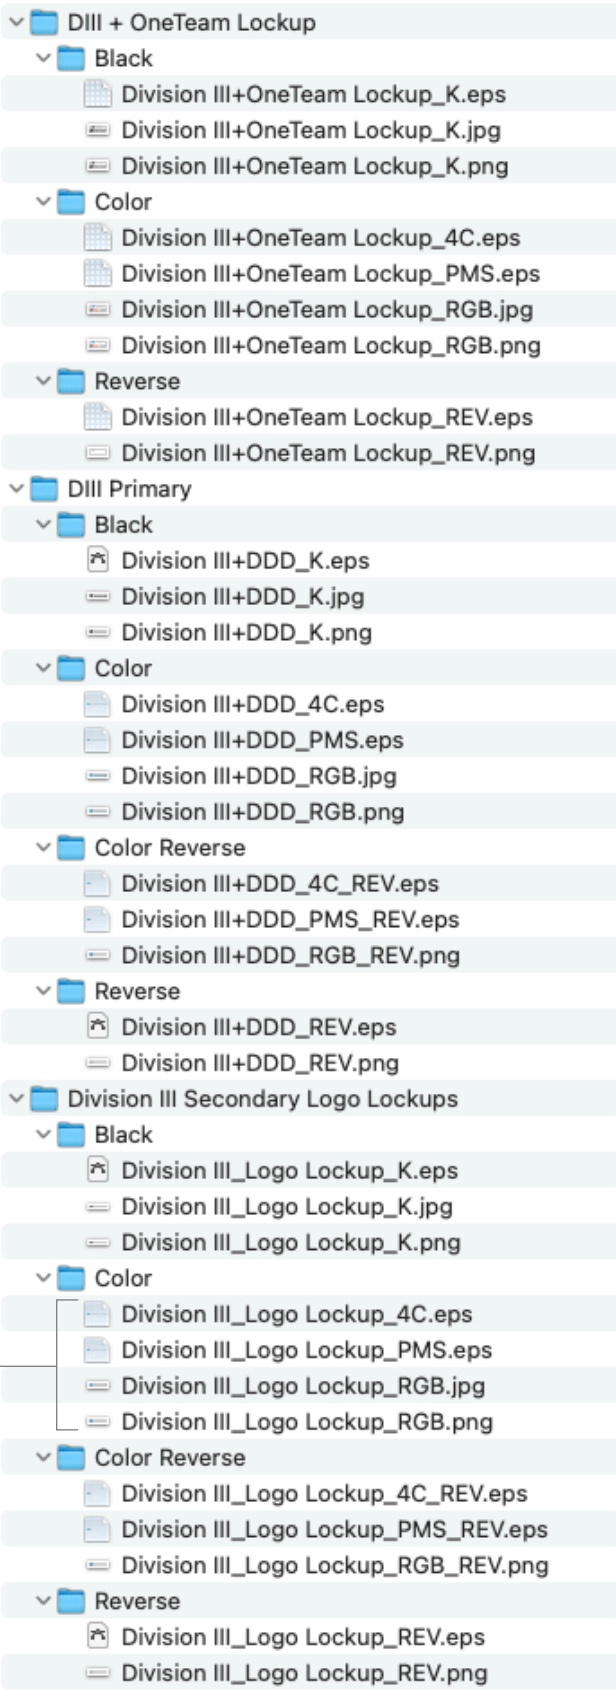 DIII + OneTeam Lockup
Black
Division III+OneTeam Lockup_K.eps
Division III+OneTeam Lockup_K.jpg
Division III+OneTeam Lockup_K.png
Color
Division III+OneTeam Lockup_4C.eps
Division III+OneTeam Lockup_PMS.eps
Division III+OneTeam Lockup_RGB.jpg
Division III+OneTeam Lockup_RGB.png
Reverse
Division III+OneTeam Lockup_REV.eps
Division III+OneTeam Lockup_REV.png
DIII Primary
Black
Division III+DDD_K.eps
Division III+DDD_K.jpg
Division III+DDD_K.png
Color
Division III+DDD_4C.eps
Division III+DDD_PMS.eps
Division III+DDD_RGB.jpg
Division III+DDD_RGB.png
Color Reverse
Division III+DDD_4C_REV.eps
Division III+DDD_PMS_REV.eps
Division III+DDD_RGB_REV.png
Reverse
Division III+DDD_REV.eps
Division III+DDD_REV.png
Division III Secondary Logo Lockups
Black
Division III_Logo Lockup_K.eps
Division III_Logo Lockup_K.jpg
Division III_Logo Lockup_K.png
Color
Division III_Logo Lockup_4C.eps
Division III_Logo Lockup_PMS.eps
Division III_Logo Lockup_RGB.jpg
Division III_Logo Lockup_RGB.png
Color Reverse
Division III_Logo Lockup_4C_REV.eps
Division III_Logo Lockup_PMS_REV.eps
Division III_Logo Lockup_RGB_REV.png
Reverse
Division III_Logo Lockup_REV.eps
Division III_Logo Lockup_REV.png